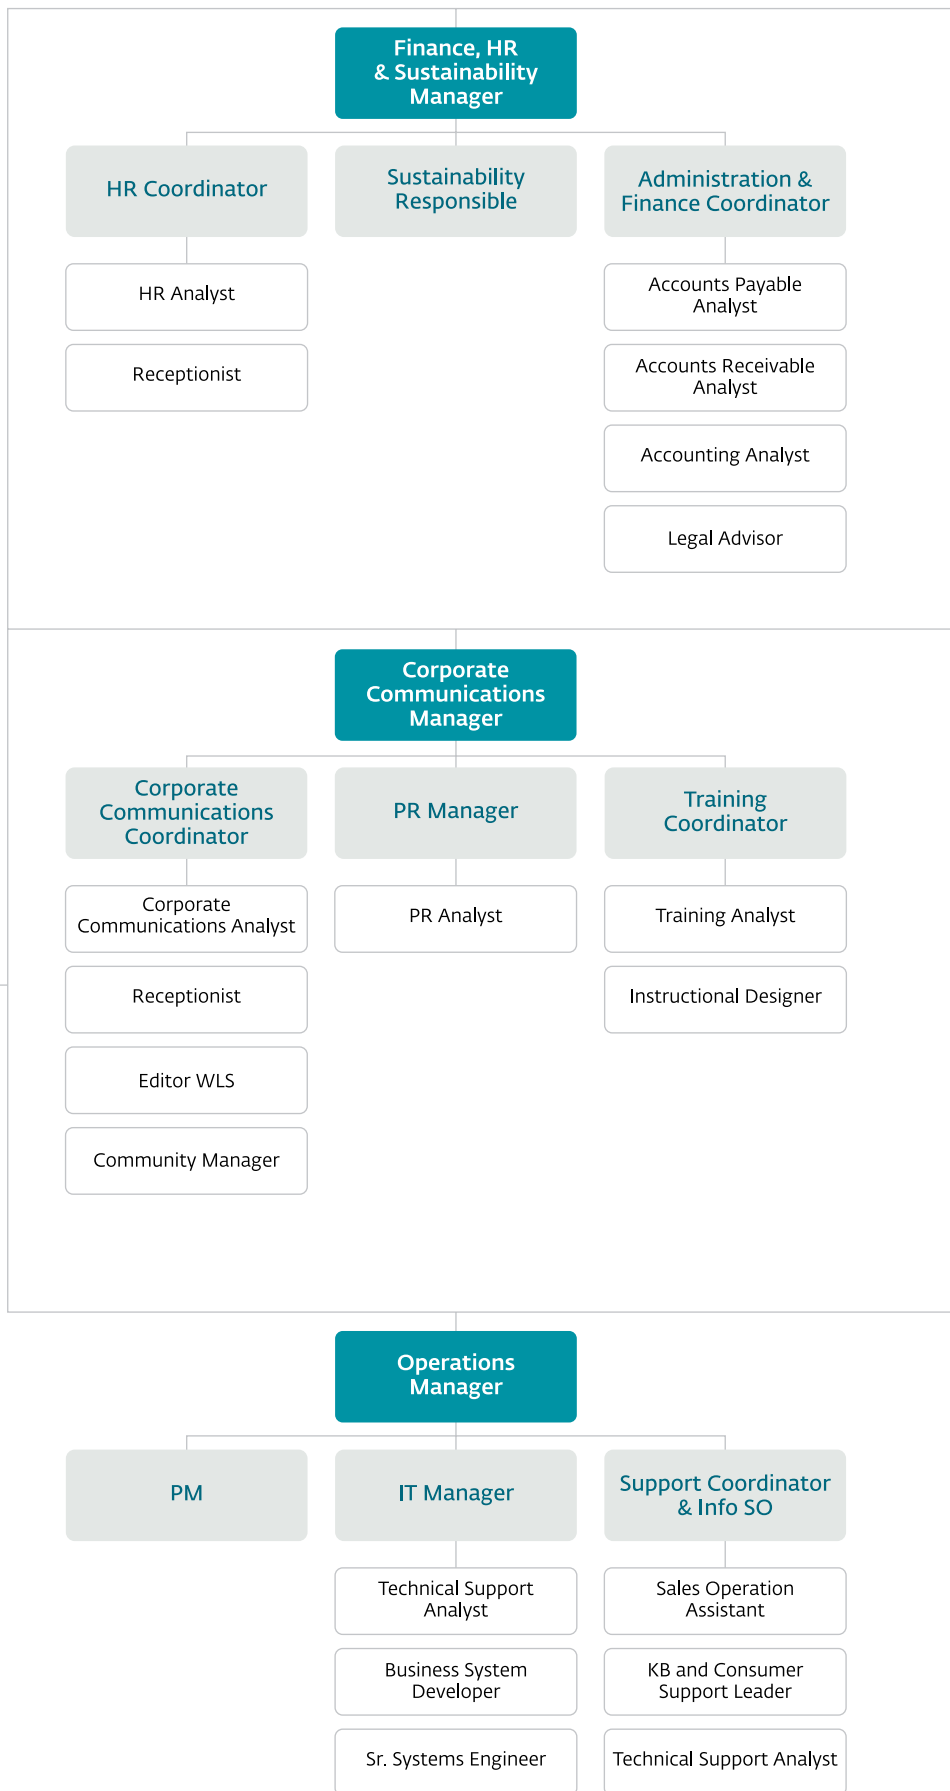 Finance, HR
& Sustainability
Manager
HR Coordinator
Sustainability
Responsible
Administration &
Finance Coordinator
HR Analyst
Receptionist
Accounts Payable
Analyst
Accounts Receivable
Analyst
Accounting Analyst
Legal Advisor
Corporate
Communications
Manager
Corporate
Communications
Coordinator
PR Manager
Training
Coordinator
Corporate
Communications Analyst
Receptionist
Editor WLS
Community Manager
PR Analyst
Training Analyst
Instructional Designer
Operations
Manager
PM
IT Manager
Support Coordinator
& Info SO
Technical Support
Analyst
Business System
Developer
Sr. Systems Engineer
Sales Operation
Assistant
KB and Consumer
Support Leader
Technical Support Analyst